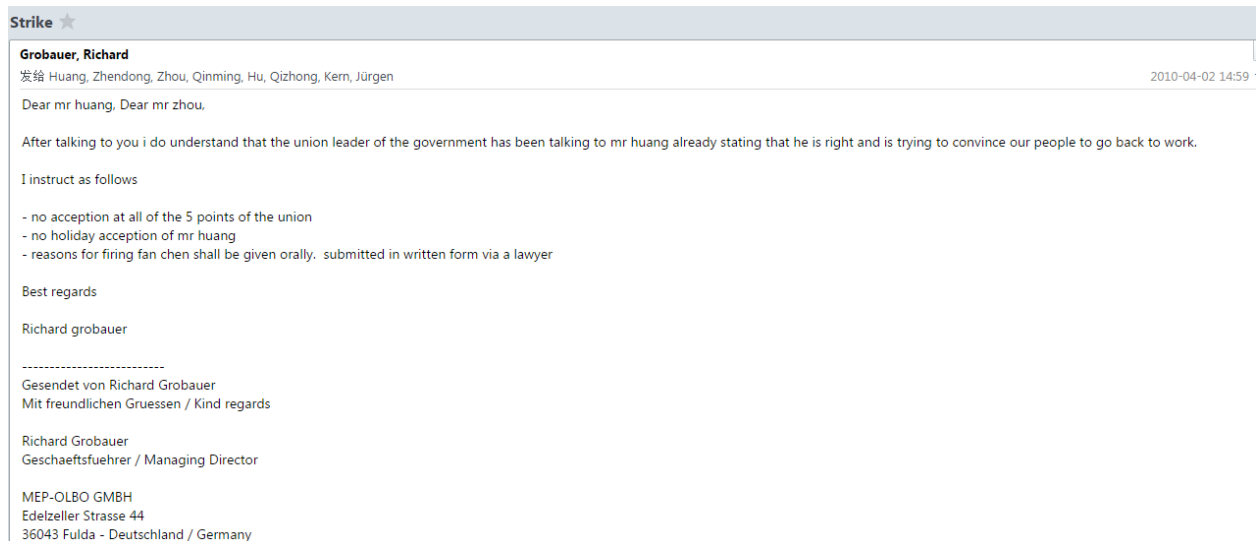 Strike
Grobauer, Richard
发给 Huang, Zhendong, Zhou, Qinming, Hu, Qizhong, Kern, Jürgen
2010-04-02 14:59
Dear mr huang, Dear mr zhou,
After talking to you i do understand that the union leader of the government has been talking to mr huang already stating that he is right and is trying to convince our people to go back to work.
I instruct as follows
- no acception at all of the 5 points of the union
- no holiday acception of mr huang
- reasons for firing fan chen shall be given orally.  submitted in written form via a lawyer
Best regards
Richard grobauer
--------------------------
Gesendet von Richard Grobauer
Mit freundlichen Gruessen / Kind regards
Richard Grobauer
Geschaeftsfuehrer / Managing Director
MEP-OLBO GMBH
Edelzeller Strasse 44
36043 Fulda - Deutschland / Germany